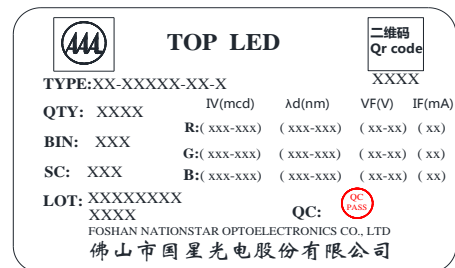 AAL
TOP LED
二维码
Qr code
TYPE:XX-XXXXX-XX-X
XXXX
QTY: XXXX
IV(mcd) λd(nm) VF(V) IF(mA)
R:( xxx-xxx) ( xxx-xxx) ( xx-xx) ( xx)
BIN: XXX
G:( xxx-xxx) ( xxx-xxx) ( xx-xx) ( xx)
SC: XXX
B:( xxx-xxx) ( xxx-xxx) ( xx-xx) ( xx)
LOT: XXXXXXXX
XXXX
QC:
QC
PASS
FOSHAN NATIONSTAR OPTOELECTRONICS CO., LTD
佛山市国星光电股份有限公司